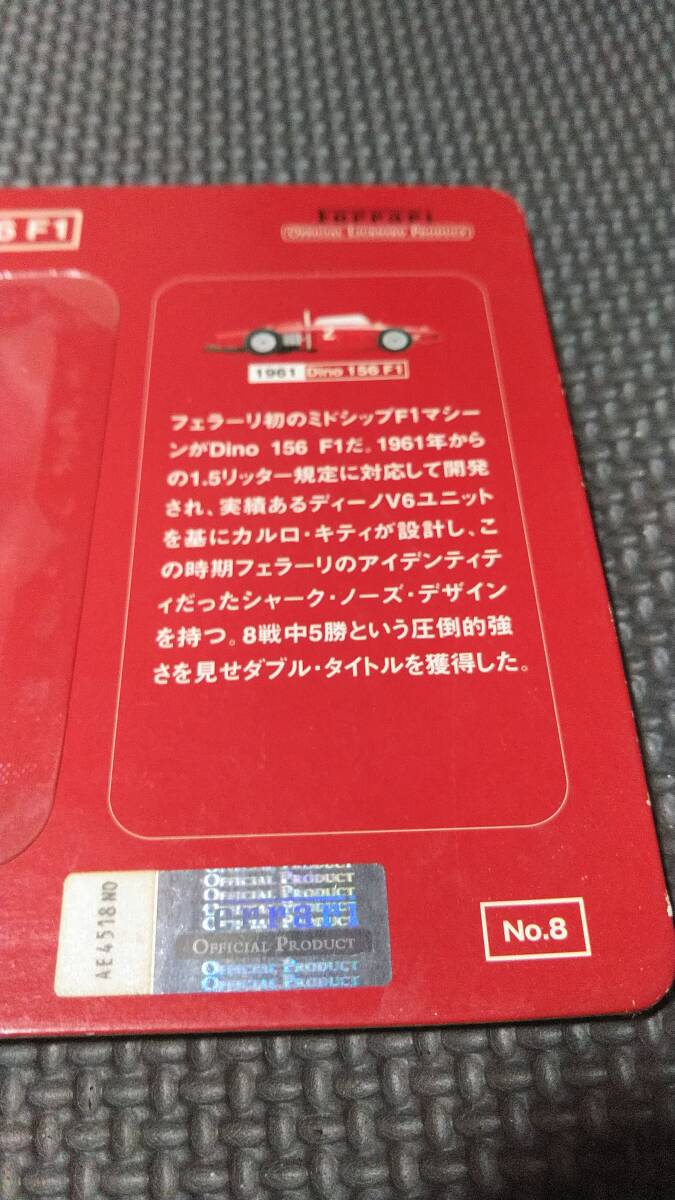 6 F1
Ferrari
OFFICIAL LICENSED PRODUCT
2
1961 Dino 156 F1
フェラーリ初のミドシップF1マシー
ンがDino 156 F1だ。1961年から
の1.5リッター規定に対応して開発
され、実績あるディーノV6ユニット
を基にカルロ・キティが設計し、こ
の時期フェラーリのアイデンティテ
ィだったシャーク・ノーズ・デザイン
を持つ。8戦中5勝という圧倒的強
さを見せダブル・タイトルを獲得した。
AE4518NO
OFFICIAL PRODUCT
OFFICIAL PRODUCT
OFFICIAL PRODUCT
Ferrari
OFFICIAL PRODUCT
OFFICIAL PRODUCT
OFFICIAL PRODUCT
No.8